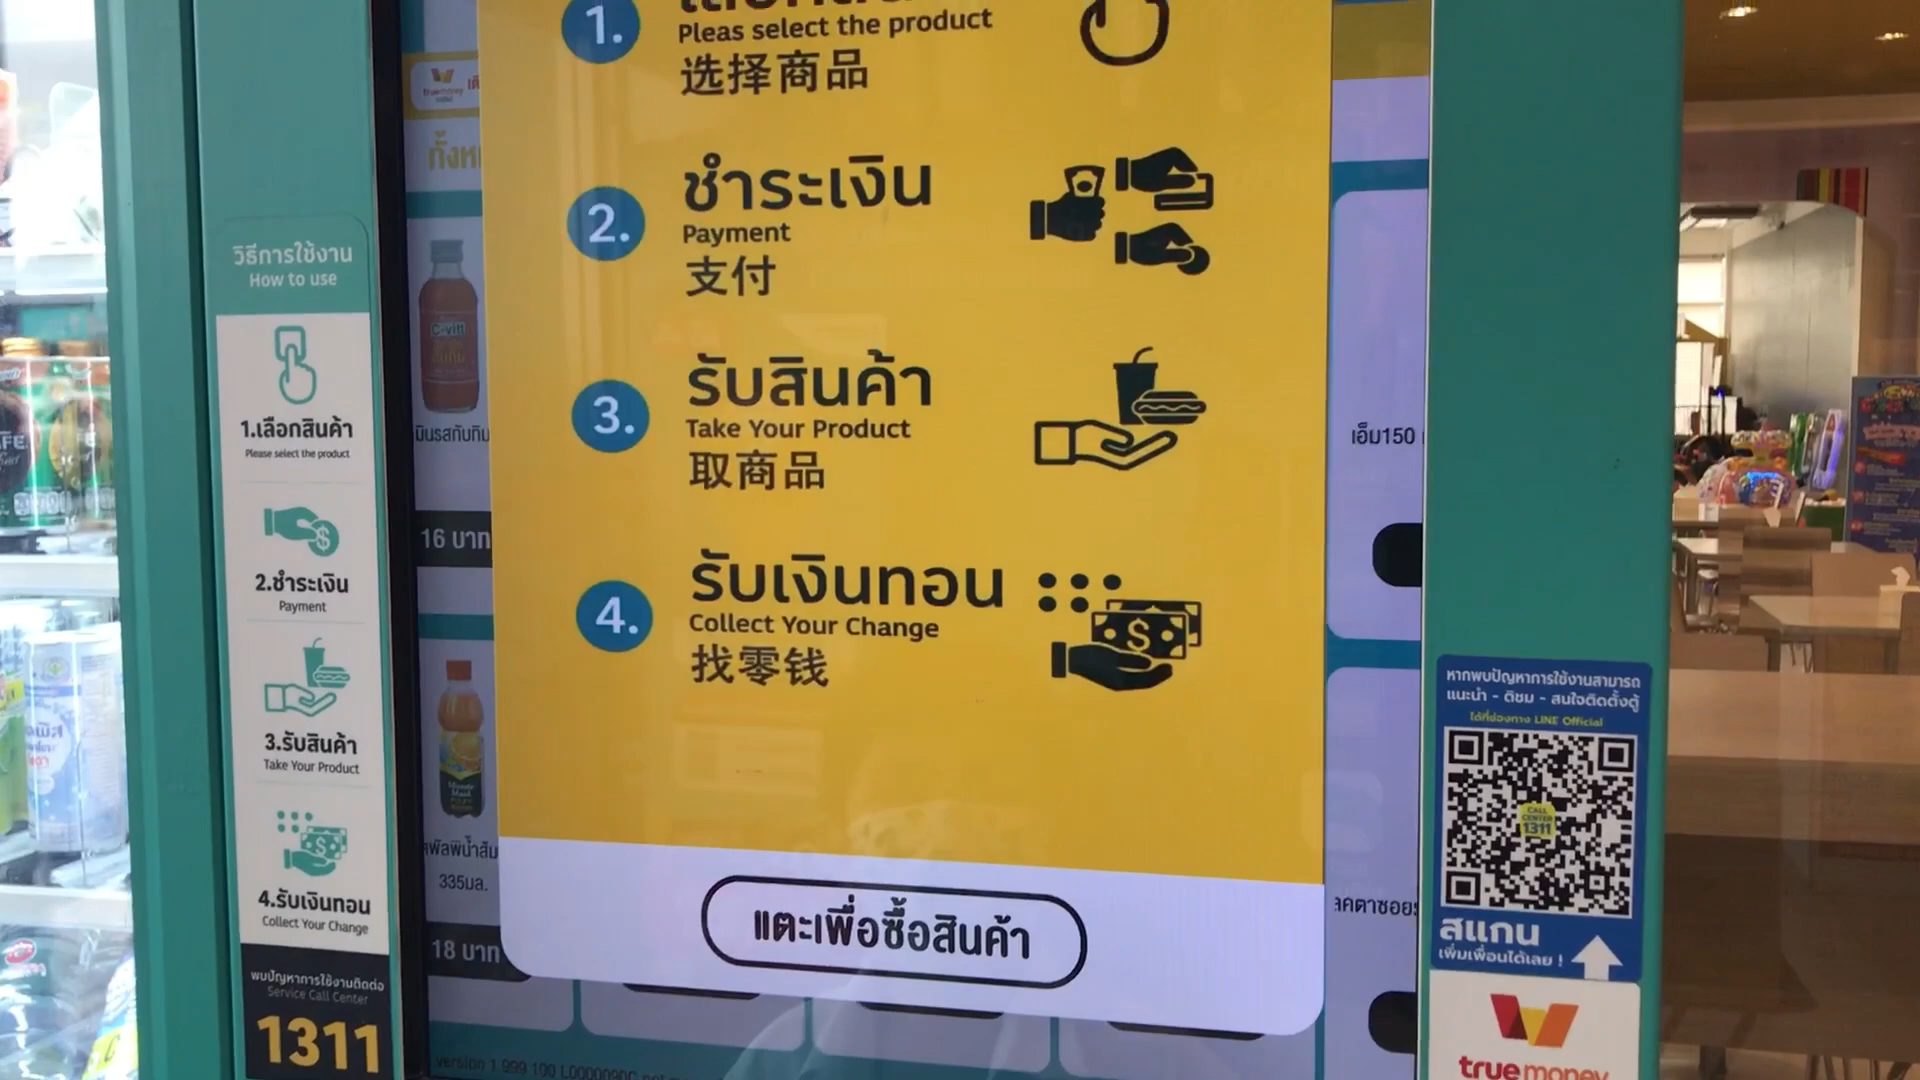 วิธีการใช้งาน
How to use
1.เลือกสินค้า
Please select the product
2.ชำระเงิน
Payment
3.รับสินค้า
Take Your Product
4.รับเงินทอน
Collect Your Change
พบปัญหาการใช้งานติดต่อ
Service Call Center
1311
truemoney
C-vitt
16 บาท
335มล.
18 บาท
1.
Pleas select the product
选择商品
2.
ชำระเงิน
Payment
支付
3.
รับสินค้า
Take Your Product
取商品
4.
รับเงินทอน
Collect Your Change
找零钱
แตะเพื่อซื้อสินค้า
เอ็ม150
หากพบปัญหาการใช้งานสามารถ
แนะนำ - ติชม - สนใจติดตั้งตู้
ได้ที่ช่องทาง LINE Official
CALL
CENTER
1311
สแกน
เพิ่มเพื่อนได้เลย !
truemoney